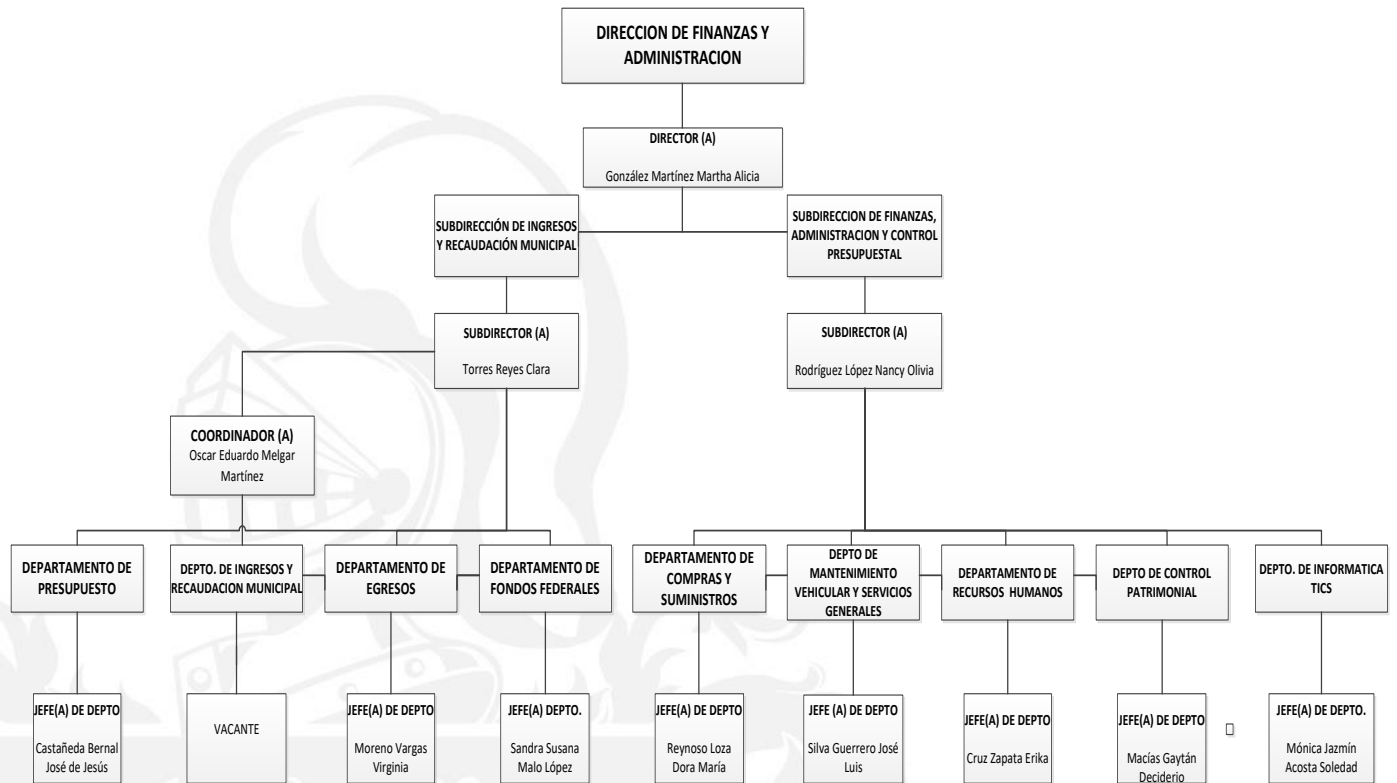 DIRECCION DE FINANZAS Y
ADMINISTRACION
DIRECTOR (A)
González Martínez Martha Alicia
SUBDIRECCIÓN DE INGRESOS
Y RECAUDACIÓN MUNICIPAL
SUBDIRECCION DE FINANZAS,
ADMINISTRACION Y CONTROL
PRESUPUESTAL
SUBDIRECTOR (A)
Torres Reyes Clara
SUBDIRECTOR (A)
Rodríguez López Nancy Olivia
COORDINADOR (A)
Oscar Eduardo Melgar
Martínez
DEPARTAMENTO DE
PRESUPUESTO
DEPTO. DE INGRESOS Y
RECAUDACION MUNICIPAL
DEPARTAMENTO DE
EGRESOS
DEPARTAMENTO DE
FONDOS FEDERALES
DEPARTAMENTO DE
COMPRAS Y
SUMINISTROS
DEPTO DE
MANTENIMIENTO
VEHICULAR Y SERVICIOS
GENERALES
DEPARTAMENTO DE
RECURSOS HUMANOS
DEPTO DE CONTROL
PATRIMONIAL
DEPTO. DE INFORMATICA
TICS
JEFE(A) DE DEPTO
Castañeda Bernal
José de Jesús
VACANTE
JEFE(A) DE DEPTO
Moreno Vargas
Virginia
JEFE(A) DEPTO.
Sandra Susana
Malo López
JEFE(A) DE DEPTO
Reynoso Loza
Dora María
JEFE (A) DE DEPTO
Silva Guerrero José
Luis
JEFE(A) DE DEPTO
Cruz Zapata Erika
JEFE(A) DE DEPTO
Macías Gaytán
Deciderio
JEFE(A) DE DEPTO.
Mónica Jazmín
Acosta Soledad